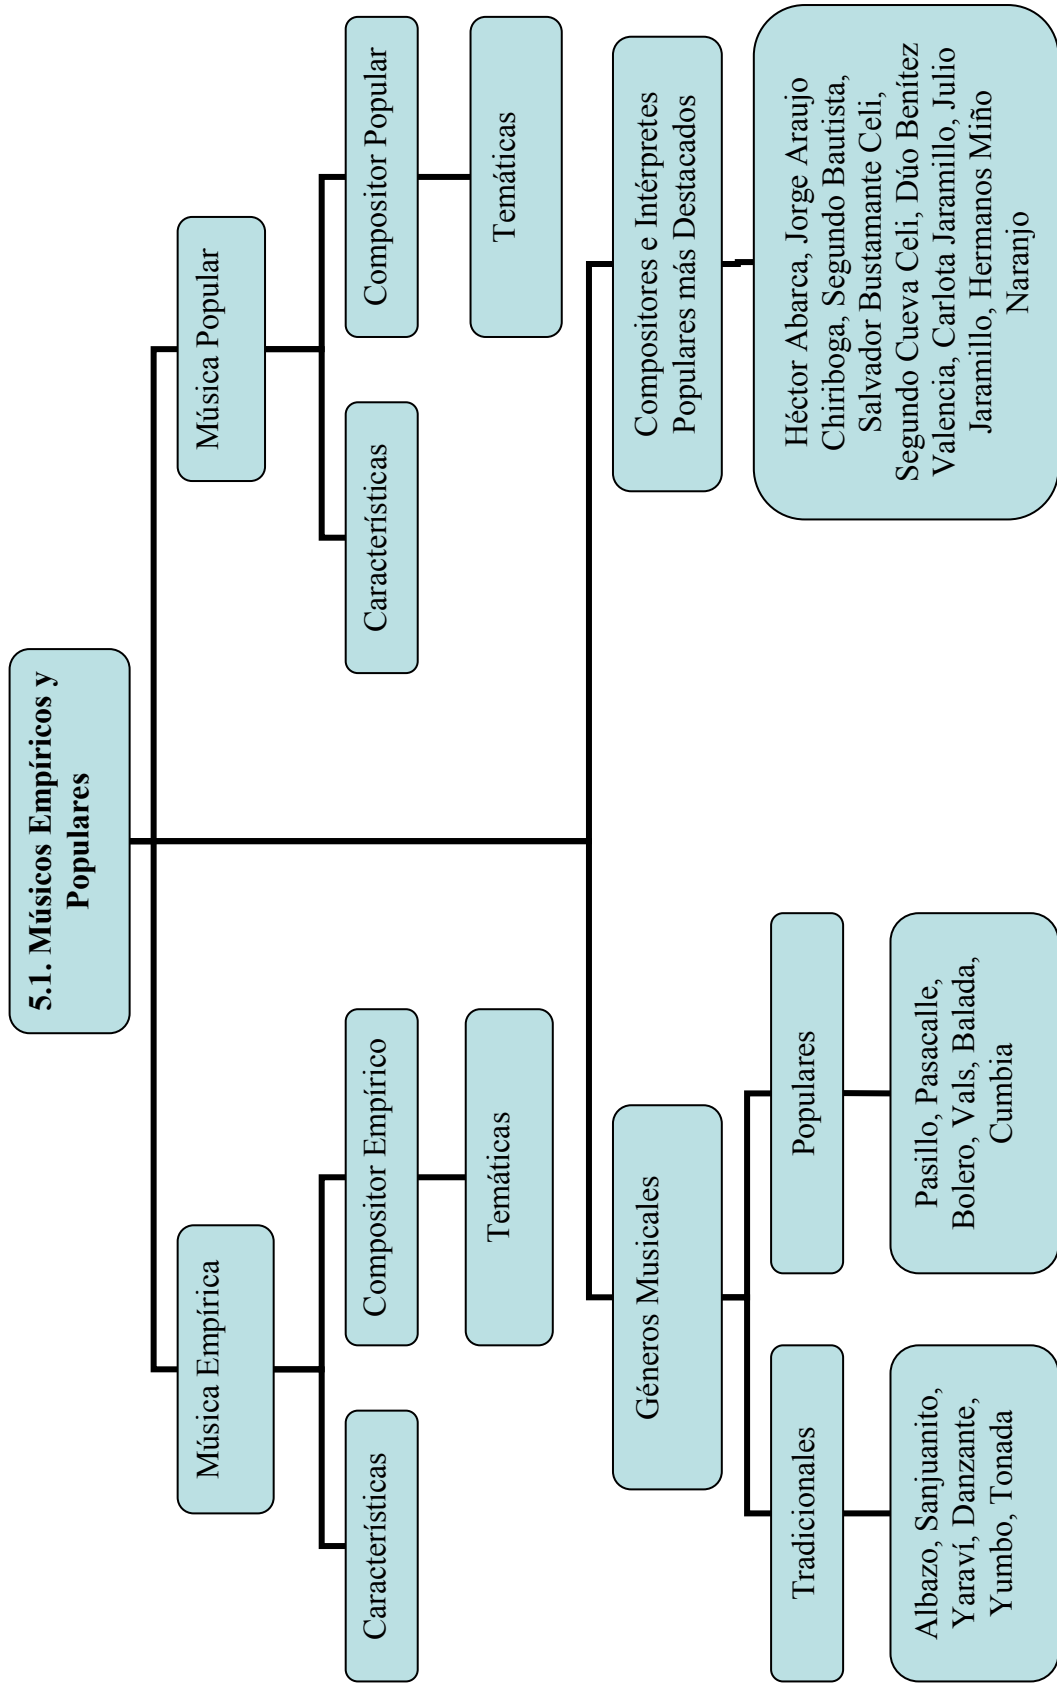 5.1. Músicos Empíricos y
Populares
Música Empírica
Música Popular
Características
Compositor Empírico
Temáticas
Características
Compositor Popular
Temáticas
Géneros Musicales
Compositores e Intérpretes
Populares más Destacados
Tradicionales
Populares
Albazo, Sanjuanito,
Yaraví, Danzante,
Yumbo, Tonada
Pasillo, Pasacalle,
Bolero, Vals, Balada,
Cumbia
Héctor Abarca, Jorge Araujo
Chiriboga, Segundo Bautista,
Salvador Bustamante Celi,
Segundo Cueva Celi, Dúo Benítez
Valencia, Carlota Jaramillo, Julio
Jaramillo, Hermanos Miño
Naranjo